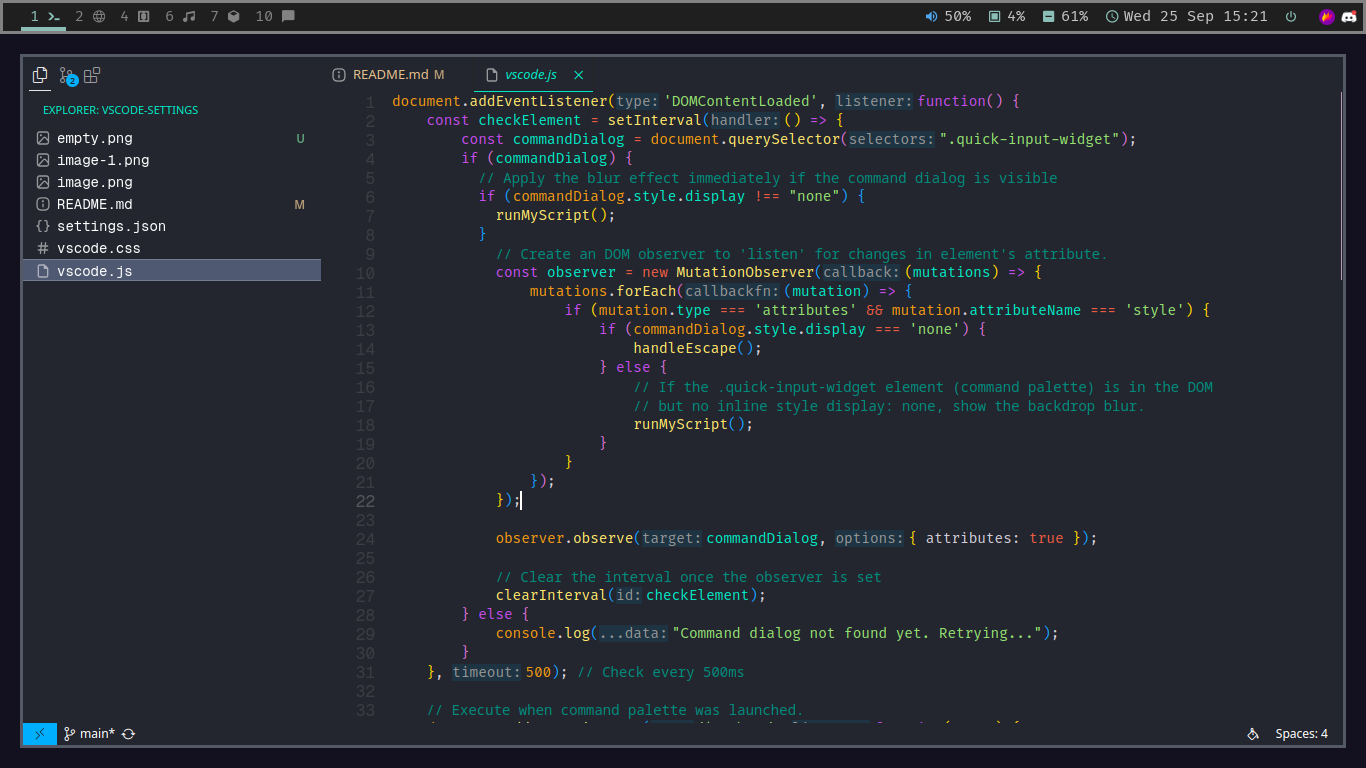 1 2 4 6 7 10 50% 4% 61% Wed 25 Sep 15:21
2
README.md M vscode.js
EXPLORER: VSCODE-SETTINGS
empty.png U
image-1.png
image.png
README.md M
settings.json
vscode.css
vscode.js
1 document.addEventListener(type: 'DOMContentLoaded', listener: function() {
2 const checkElement = setInterval(handler: () => {
3 const commandDialog = document.querySelector(selectors: ".quick-input-widget");
4 if (commandDialog) {
5 // Apply the blur effect immediately if the command dialog is visible
6 if (commandDialog.style.display !== "none") {
7 runMyScript();
8 }
9 // Create an DOM observer to 'listen' for changes in element's attribute.
10 const observer = new MutationObserver(callback: (mutations) => {
11 mutations.forEach(callbackfn: (mutation) => {
12 if (mutation.type === 'attributes' && mutation.attributeName === 'style') {
13 if (commandDialog.style.display === 'none') {
14 handleEscape();
15 } else {
16 // If the .quick-input-widget element (command palette) is in the DOM
17 // but no inline style display: none, show the backdrop blur.
18 runMyScript();
19 }
20 }
21 });
22 });
23
24 observer.observe(target: commandDialog, options: { attributes: true });
25
26 // Clear the interval once the observer is set
27 clearInterval(id: checkElement);
28 } else {
29 console.log(...data: "Command dialog not found yet. Retrying...");
30 }
31 }, timeout: 500); // Check every 500ms
32
33 // Execute when command palette was launched.
main* Spaces: 4